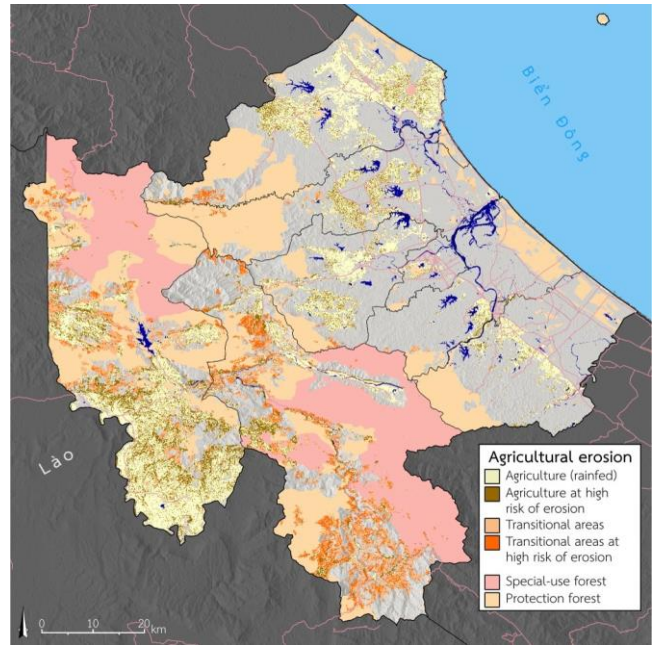 Biển Đông
Lào
Agricultural erosion
Agriculture (rainfed)
Agriculture at high
risk of erosion
Transitional areas
Transitional areas at
high risk of erosion
Special-use forest
Protection forest
0 10 20 km